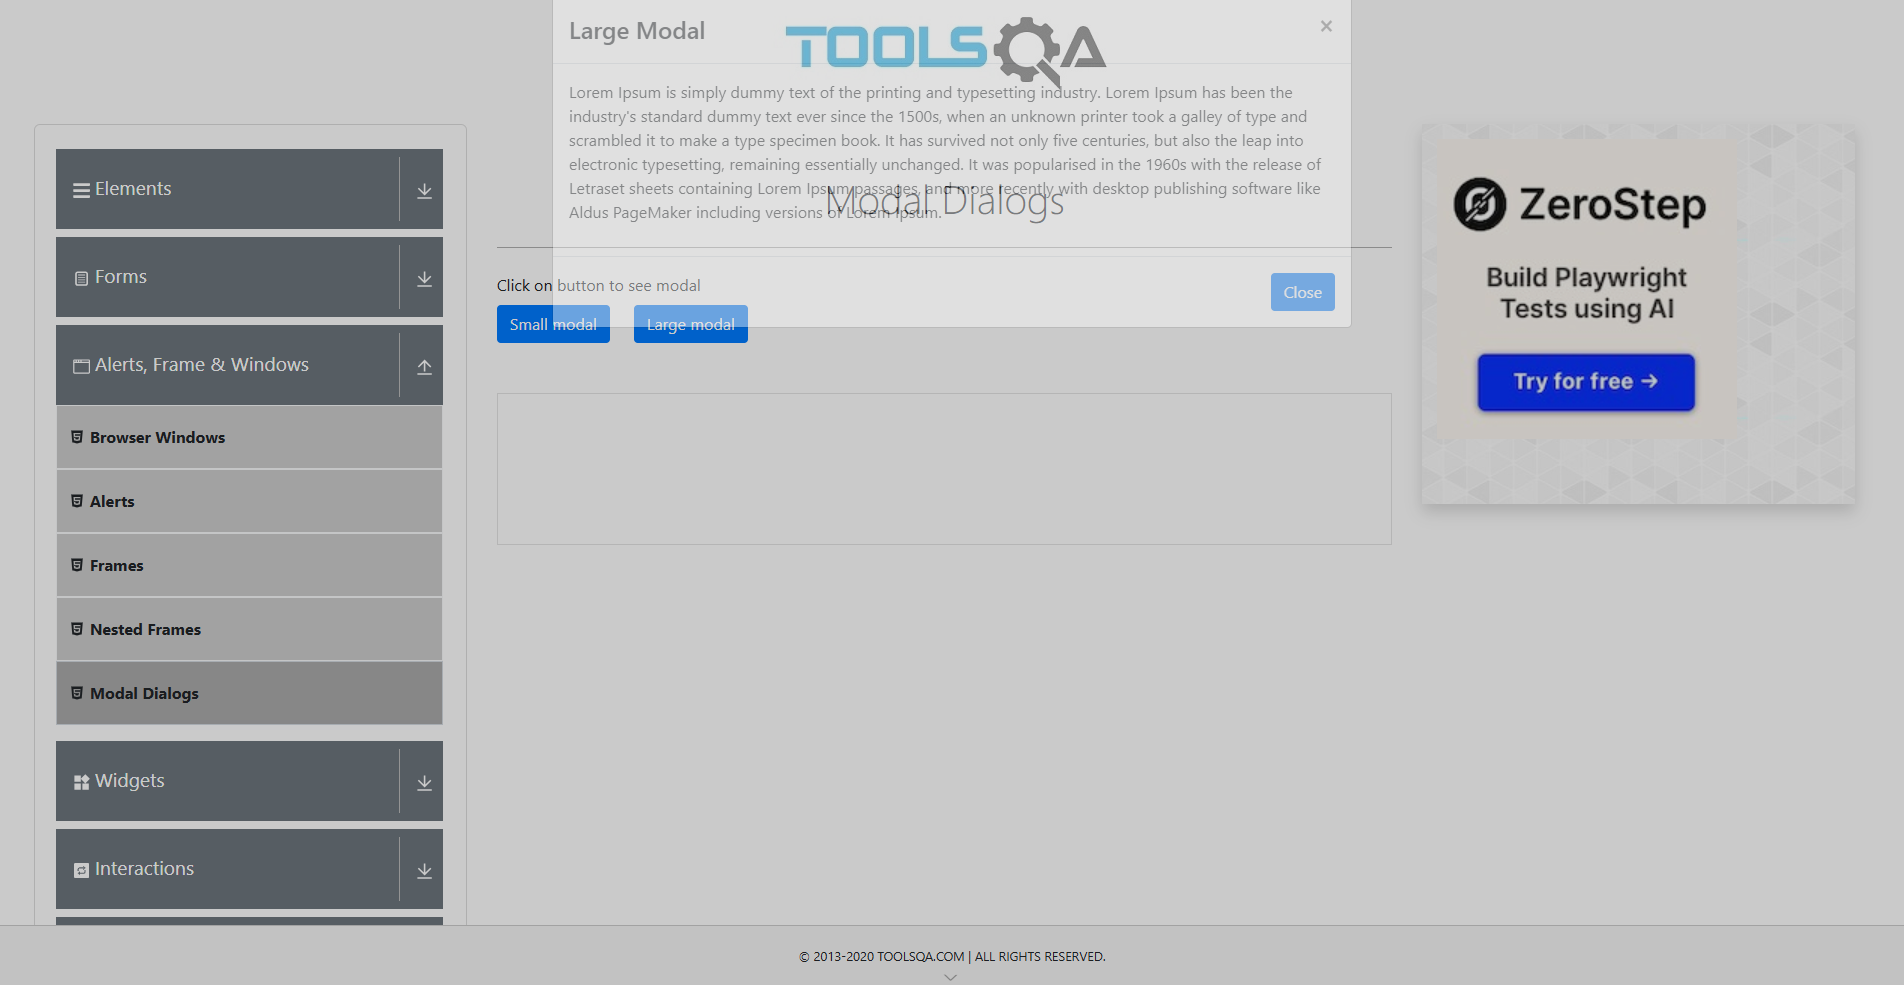 Large Modal
×
TOOLSQA
Lorem Ipsum is simply dummy text of the printing and typesetting industry. Lorem Ipsum has been the
industry's standard dummy text ever since the 1500s, when an unknown printer took a galley of type and
scrambled it to make a type specimen book. It has survived not only five centuries, but also the leap into
electronic typesetting, remaining essentially unchanged. It was popularised in the 1960s with the release of
Letraset sheets containing Lorem Ipsum passages, and more recently with desktop publishing software like
Aldus PageMaker including versions of Lorem Ipsum.
Modal Dialogs
Close
Click on button to see modal
Small modal
Large modal
Elements
Forms
Alerts, Frame & Windows
Browser Windows
Alerts
Frames
Nested Frames
Modal Dialogs
Widgets
Interactions
ZeroStep
Build Playwright
Tests using AI
Try for free →
© 2013-2020 TOOLSQA.COM | ALL RIGHTS RESERVED.